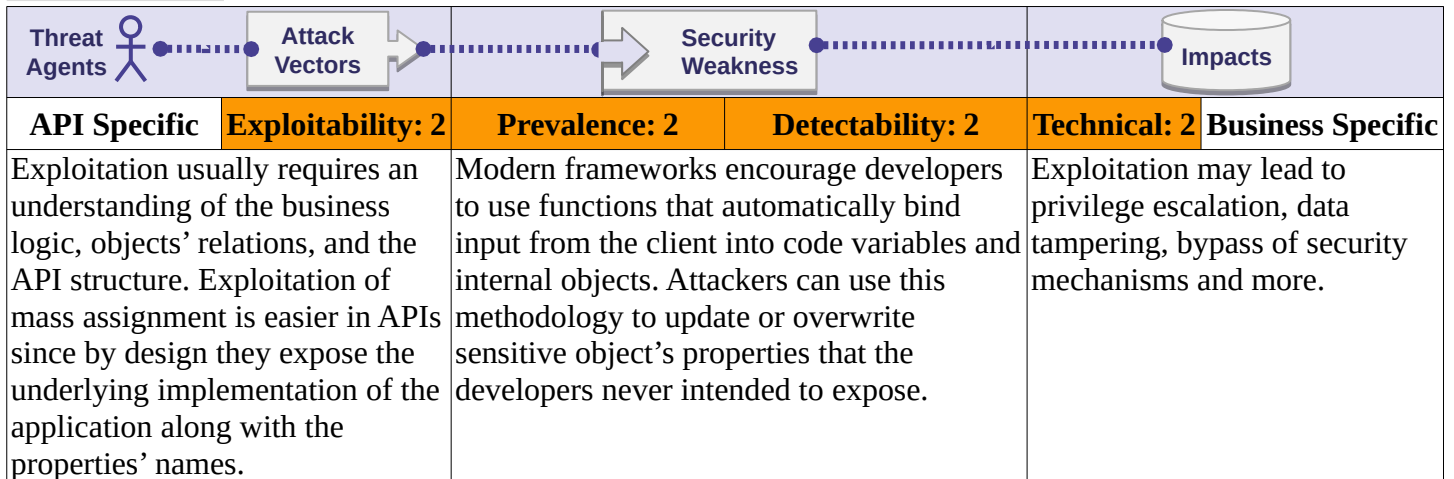 Threat
Agents
Attack
Vectors
Security
Weakness
Impacts
API Specific
Exploitability: 2
Prevalence: 2
Detectability: 2
Technical: 2
Business Specific
Exploitation usually requires an
understanding of the business
logic, objects’ relations, and the
API structure. Exploitation of
mass assignment is easier in APIs
since by design they expose the
underlying implementation of the
application along with the
properties’ names.
Modern frameworks encourage developers
to use functions that automatically bind
input from the client into code variables and
internal objects. Attackers can use this
methodology to update or overwrite
sensitive object’s properties that the
developers never intended to expose.
Exploitation may lead to
privilege escalation, data
tampering, bypass of security
mechanisms and more.